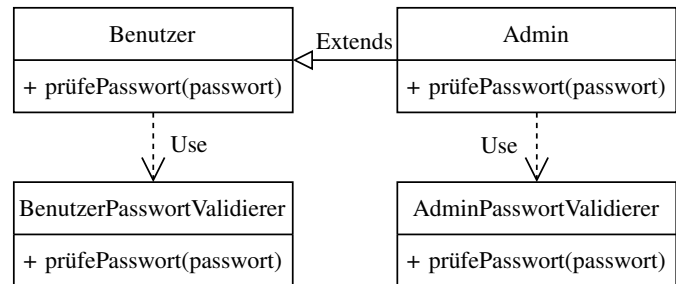 Benutzer
Extends
Admin
+ prüfePasswort(passwort)
+ prüfePasswort(passwort)
Use
Use
BenutzerPasswortValidierer
AdminPasswortValidierer
+ prüfePasswort(passwort)
+ prüfePasswort(passwort)